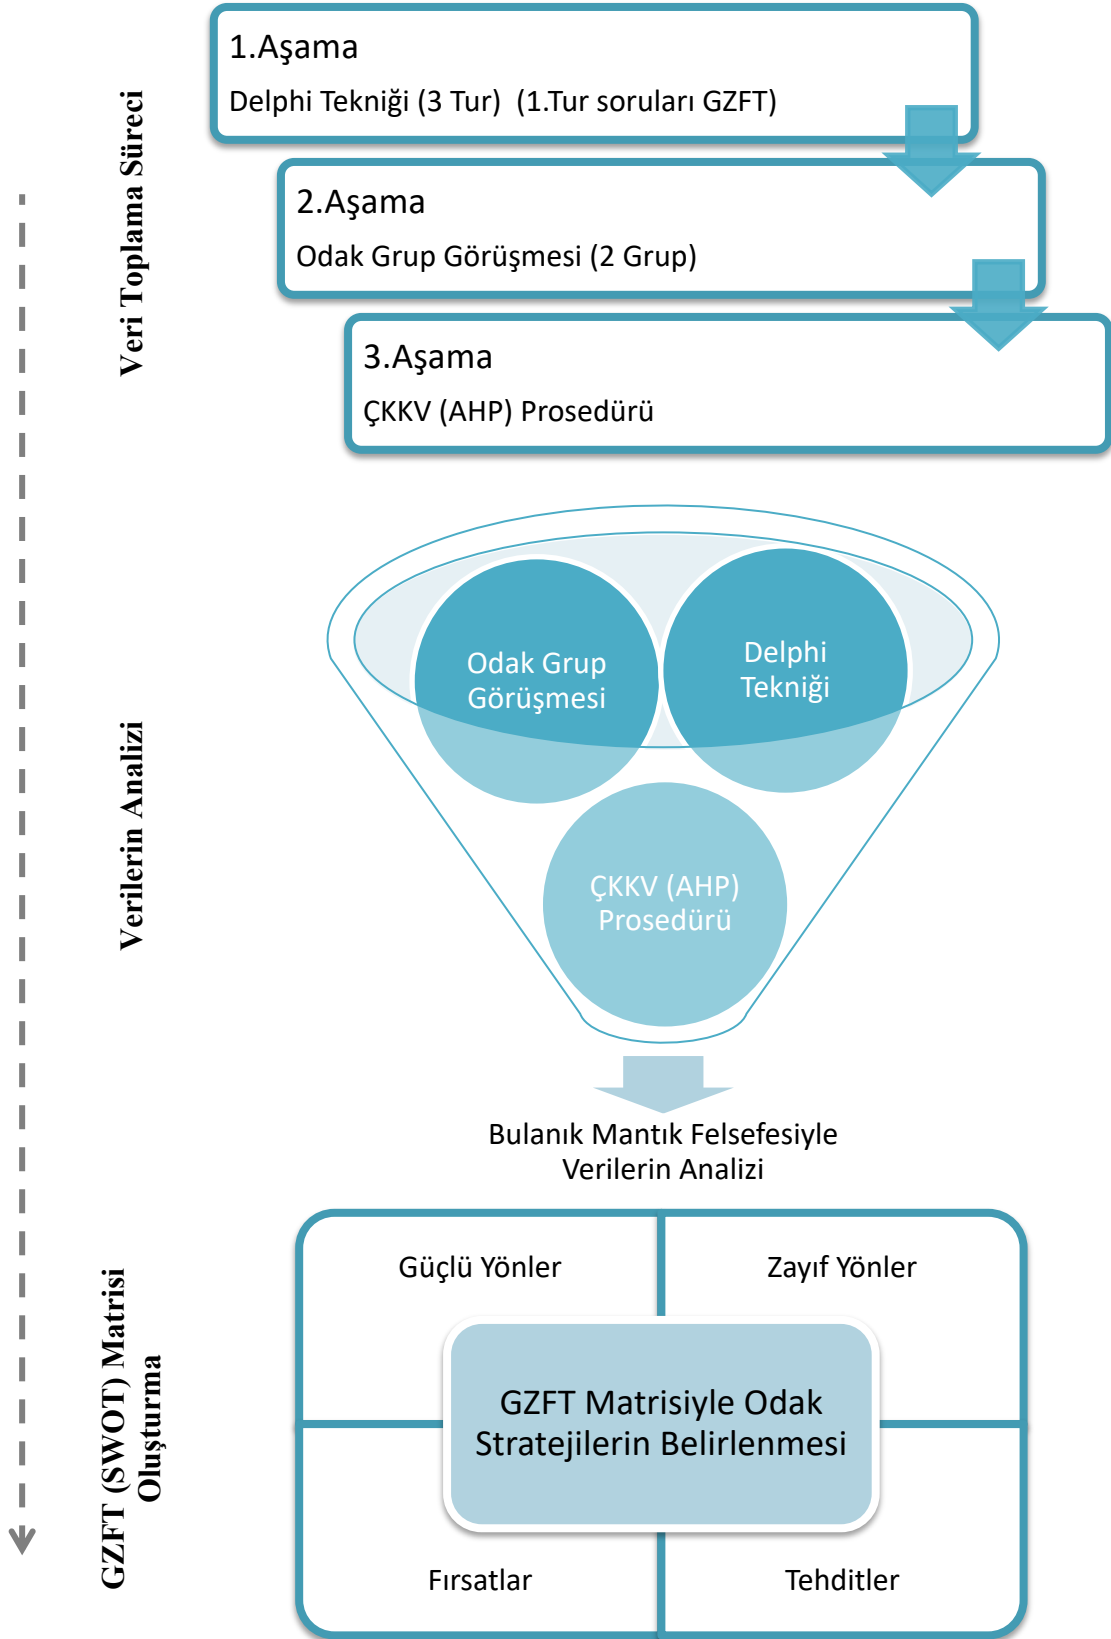 Veri Toplama Süreci
1.Aşama
Delphi Tekniği (3 Tur) (1.Tur soruları GZFT)
2.Aşama
Odak Grup Görüşmesi (2 Grup)
3.Aşama
ÇKKV (AHP) Prosedürü
Verilerin Analizi
Odak Grup
Görüşmesi
Delphi
Tekniği
ÇKKV (AHP)
Prosedürü
Bulanık Mantık Felsefesiyle
Verilerin Analizi
GZFT (SWOT) Matrisi
Oluşturma
Güçlü Yönler
Zayıf Yönler
GZFT Matrisiyle Odak
Stratejilerin Belirlenmesi
Fırsatlar
Tehditler